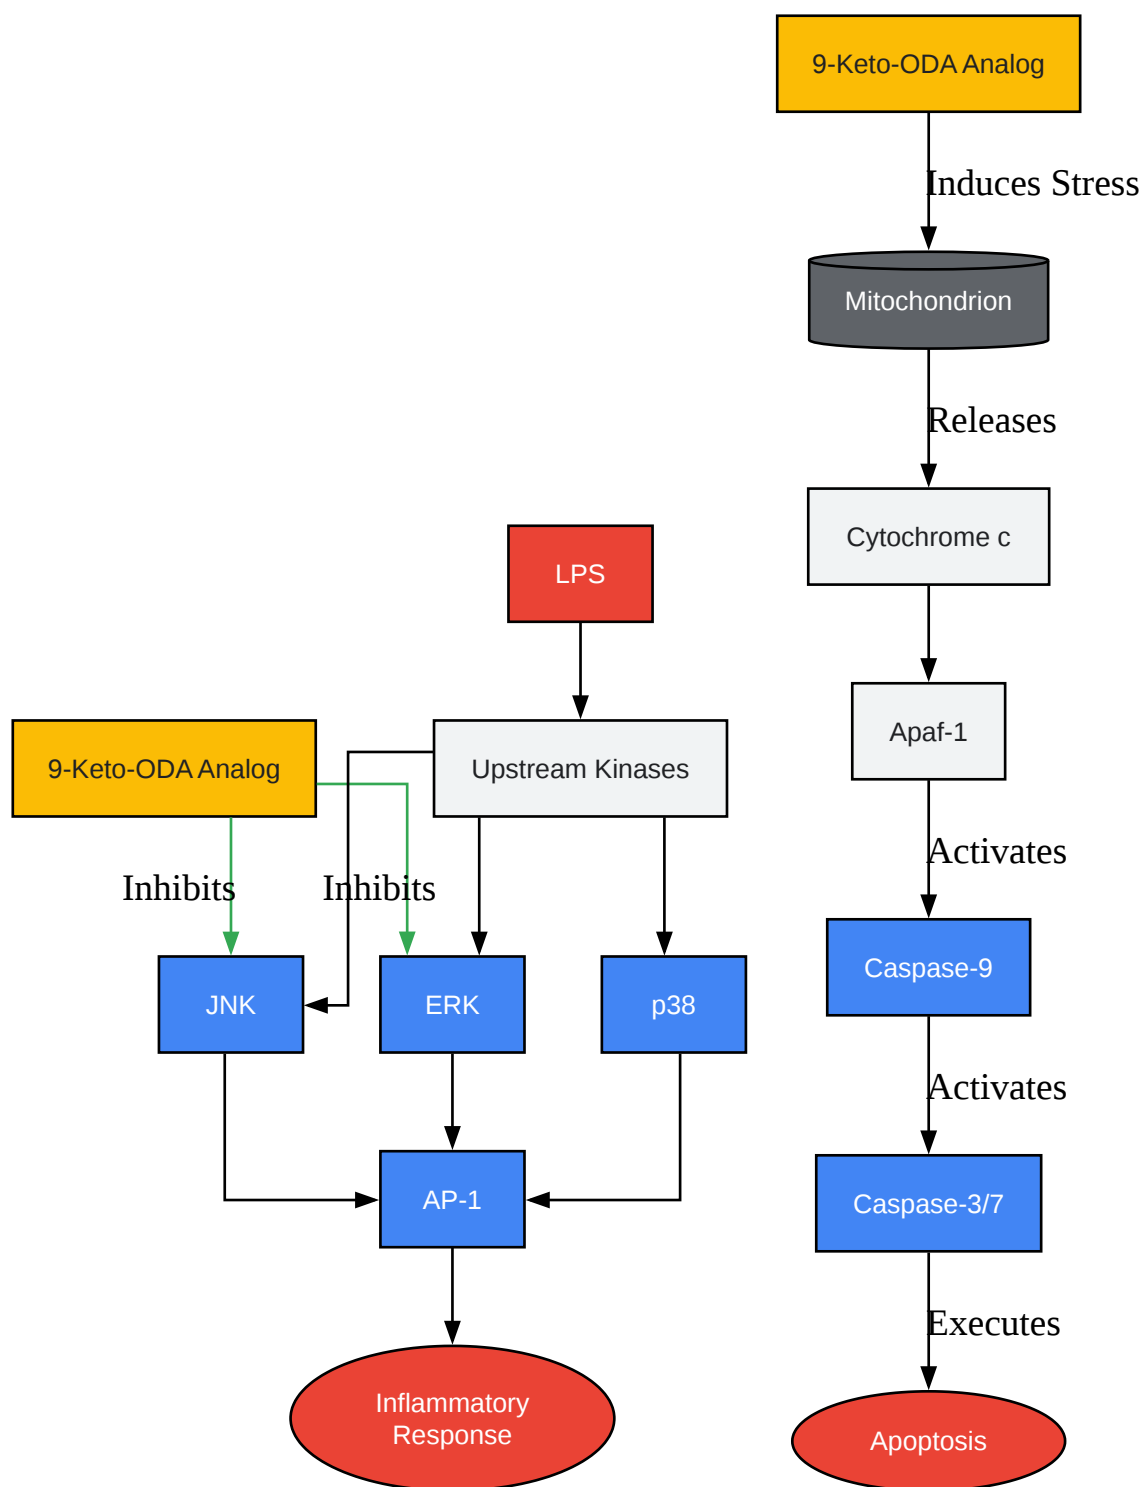 9-Keto-ODA Analog
Induces Stress
Mitochondrion
Releases
Cytochrome c
LPS
Apaf-1
9-Keto-ODA Analog
Upstream Kinases
Activates
Inhibits
Inhibits
Caspase-9
JNK
ERK
p38
Activates
AP-1
Caspase-3/7
Executes
Inflammatory
Response
Apoptosis